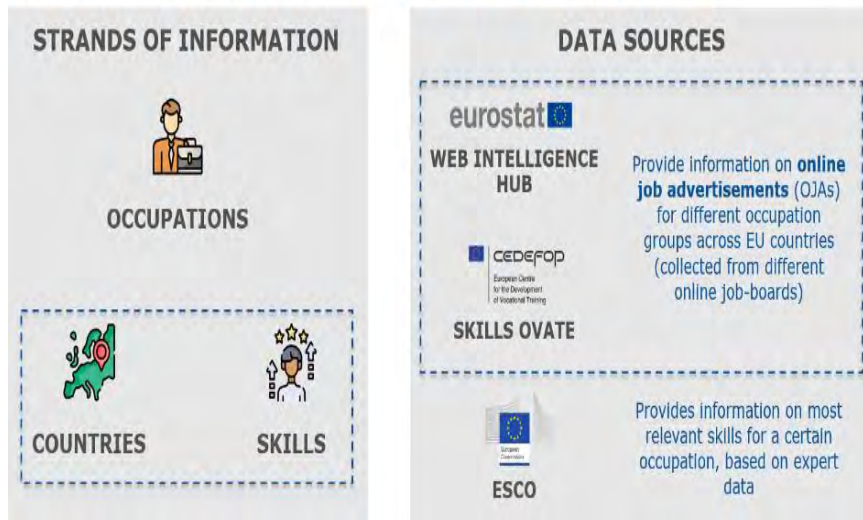 STRANDS OF INFORMATION
OCCUPATIONS
COUNTRIES
SKILLS
DATA SOURCES
eurostat
WEB INTELLIGENCE
HUB
CEDEFOP
European Centre
for the Development
of Vocational Training
SKILLS OVATE
Provide information on online
job advertisements (OJAs)
for different occupation
groups across EU countries
(collected from different
online job-boards)
European
Commission
ESCO
Provides information on most
relevant skills for a certain
occupation, based on expert
data